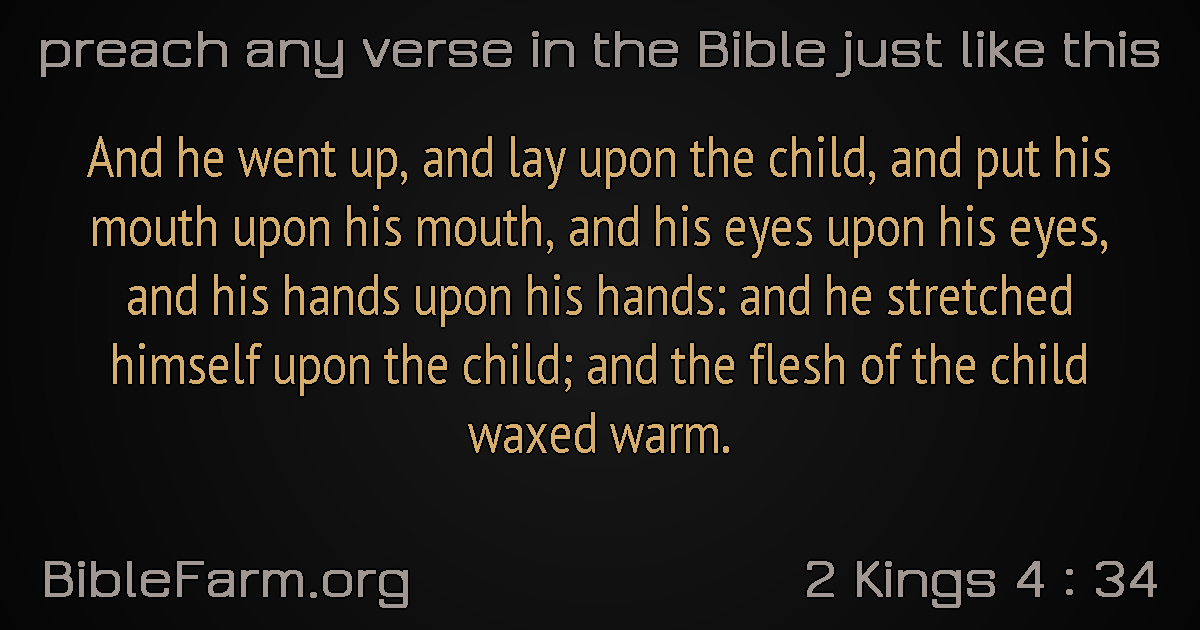 preach any verse in the Bible just like this
And he went up, and lay upon the child, and put his
mouth upon his mouth, and his eyes upon his eyes,
and his hands upon his hands: and he stretched
himself upon the child; and the flesh of the child
waxed warm.
BibleFarm.org
2 Kings 4 : 34